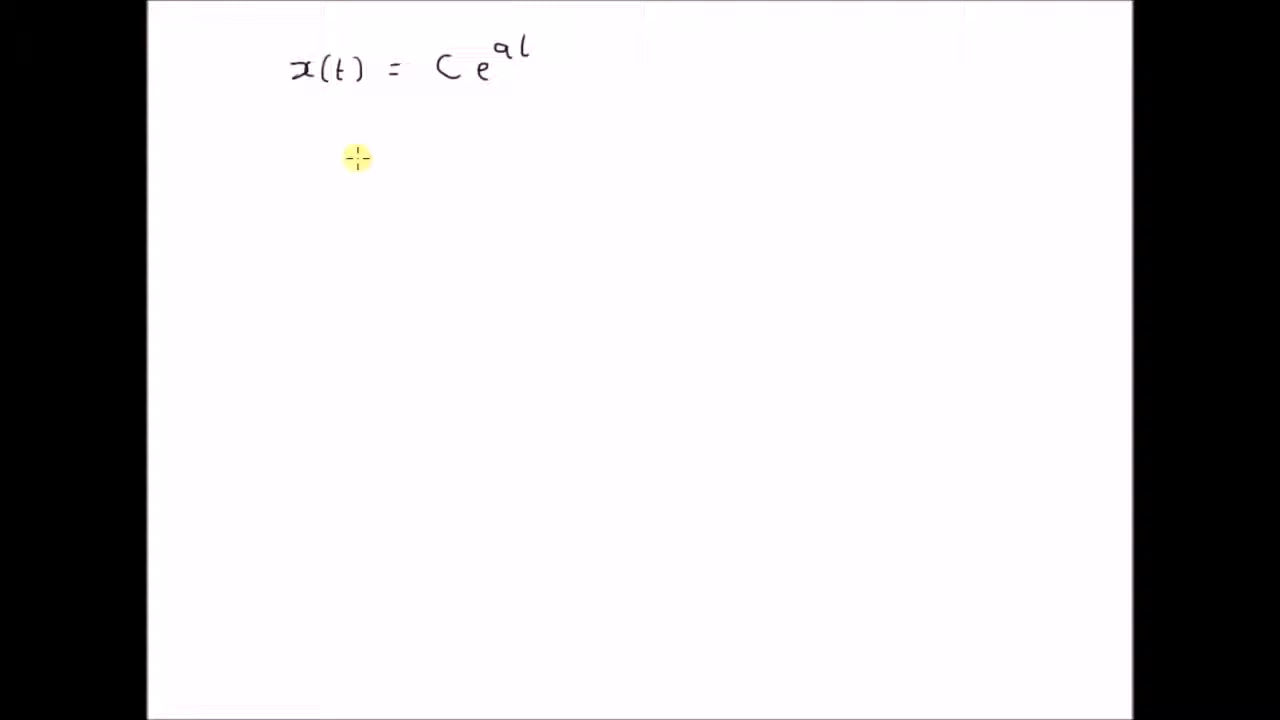 x(t) = C e^{at}